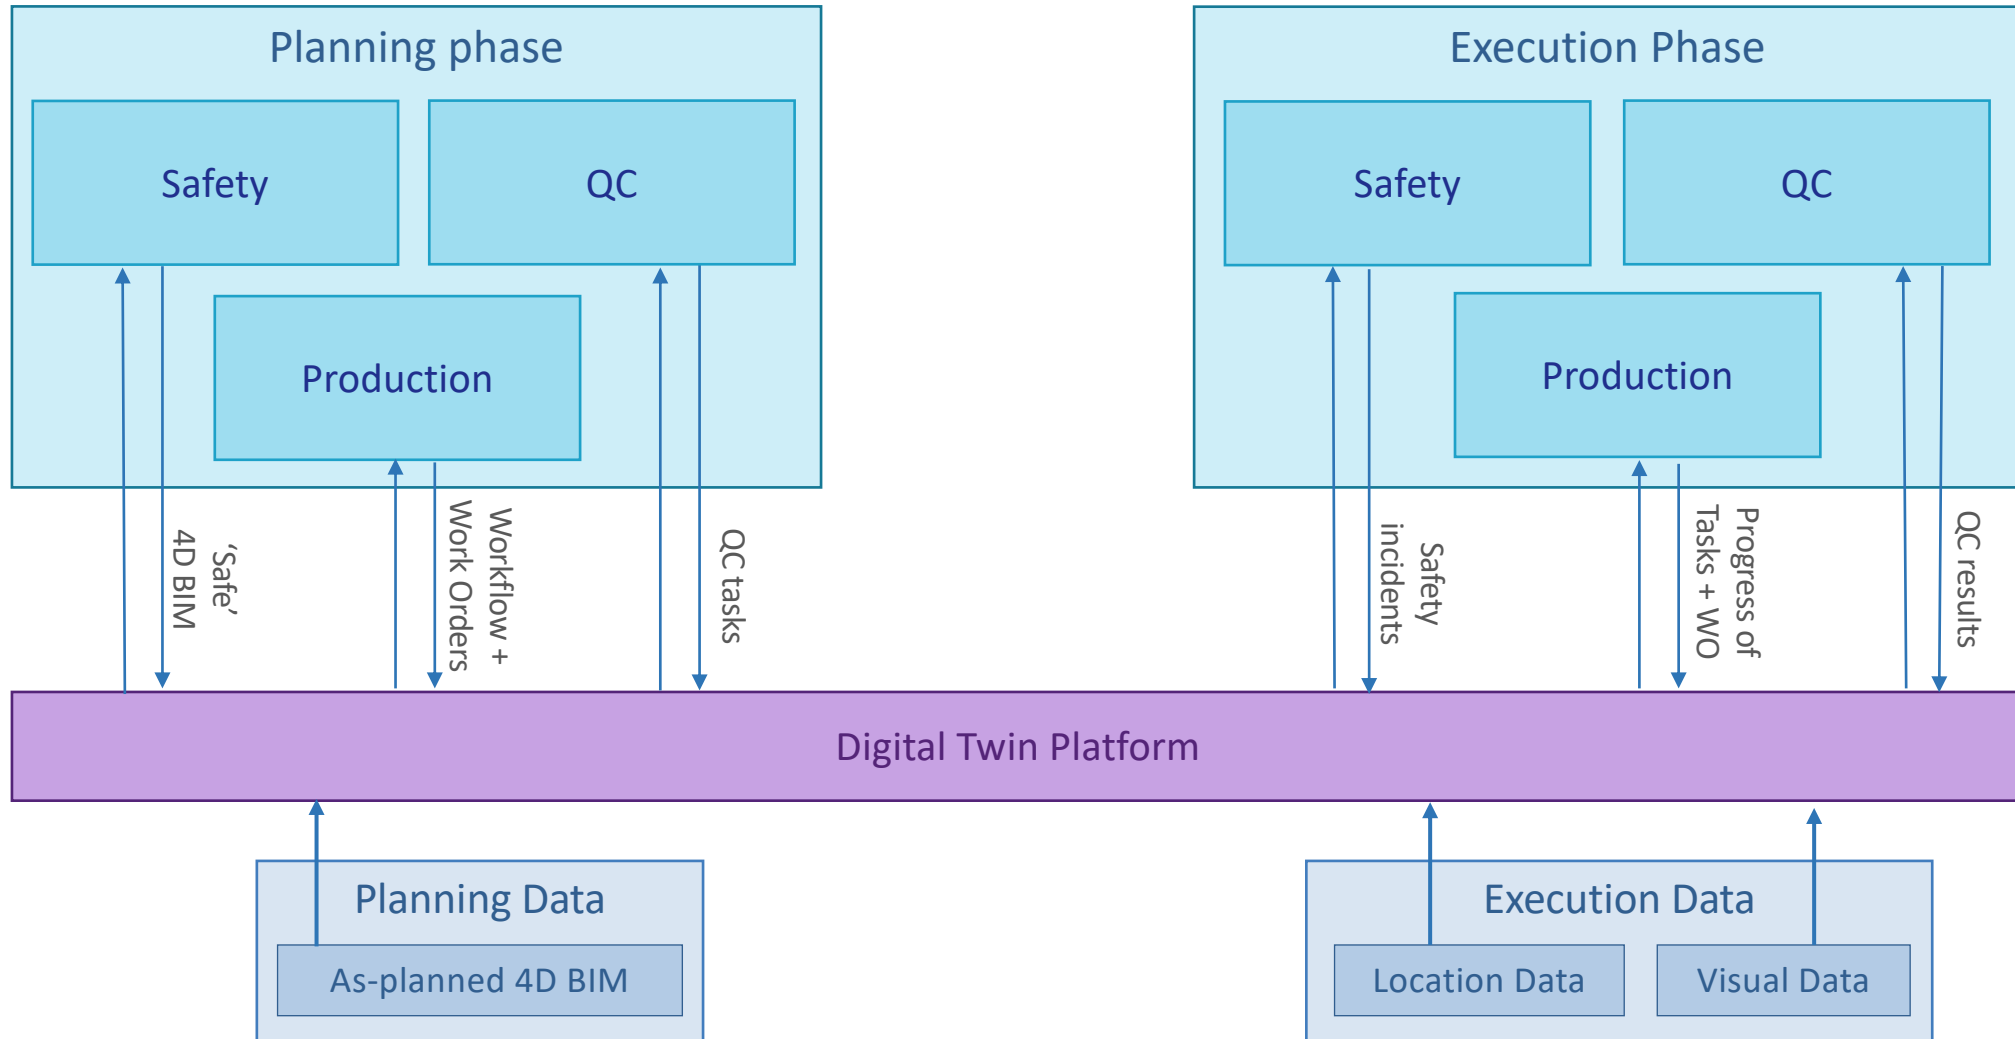 Planning phase
Safety
QC
Production
Execution Phase
Safety
QC
Production
‘Safe’
4D BIM
Workflow +
Work Orders
QC tasks
Safety
incidents
Progress of
Tasks + WO
QC results
Digital Twin Platform
Planning Data
As-planned 4D BIM
Execution Data
Location Data
Visual Data